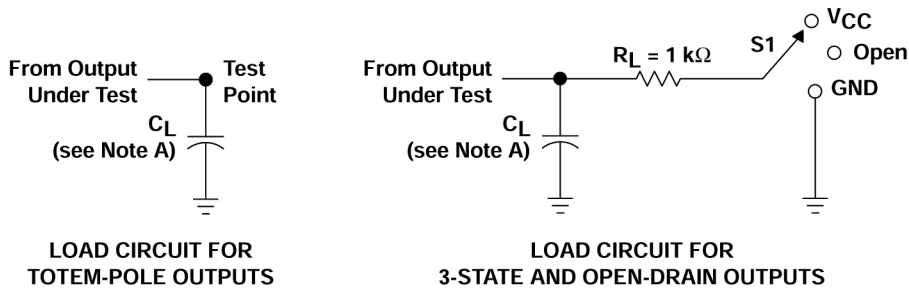 From Output
Under Test
Test
Point
CL
(see Note A)
LOAD CIRCUIT FOR
TOTEM-POLE OUTPUTS
From Output
Under Test
RL = 1 kΩ
S1
VCC
Open
GND
CL
(see Note A)
LOAD CIRCUIT FOR
3-STATE AND OPEN-DRAIN OUTPUTS